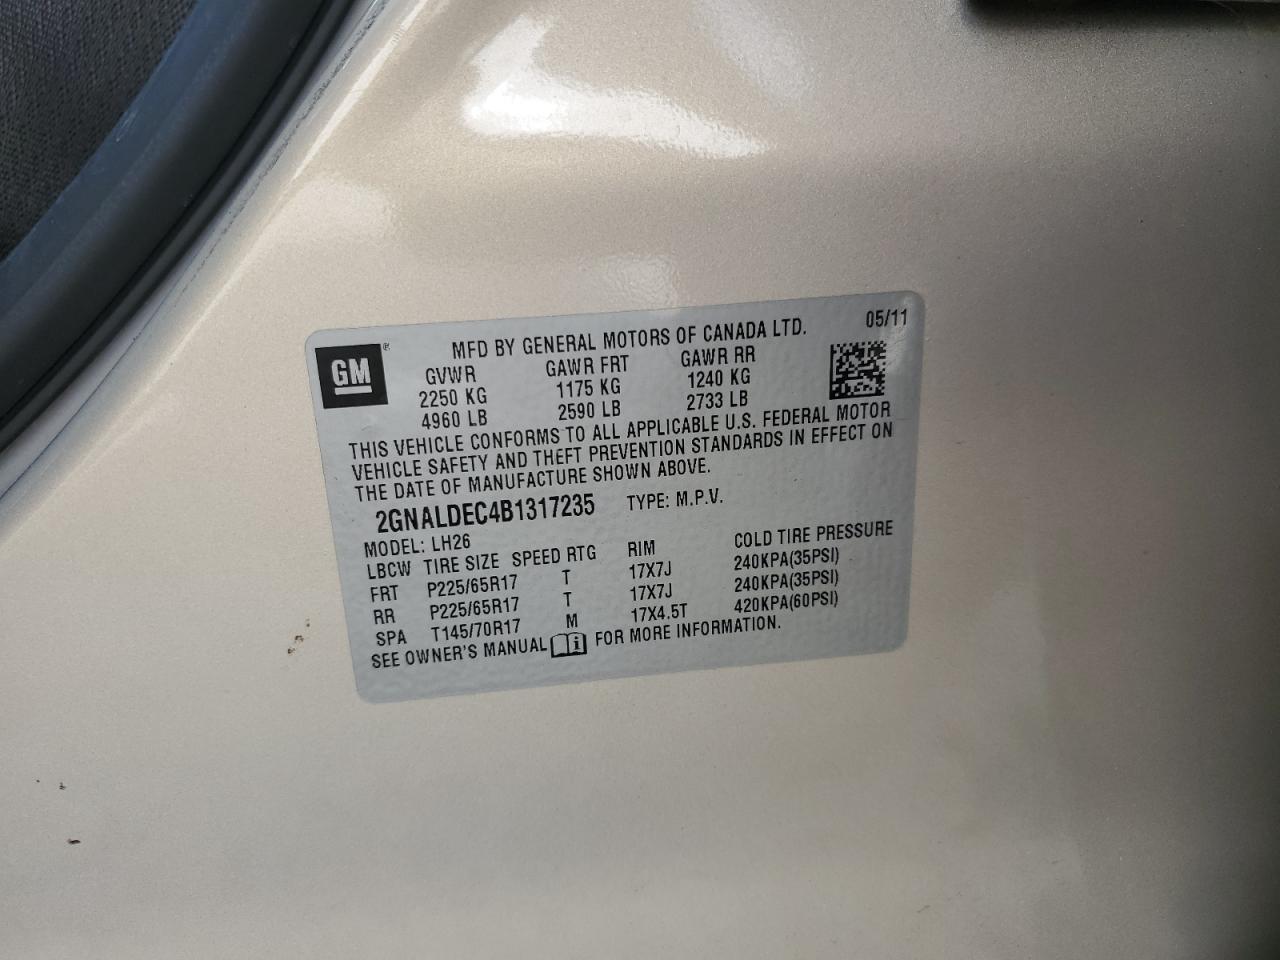 05/11
GM®
MFD BY GENERAL MOTORS OF CANADA LTD.
GVWR GAWR FRT GAWR RR
2250 KG 1175 KG 1240 KG
4960 LB 2590 LB 2733 LB
THIS VEHICLE CONFORMS TO ALL APPLICABLE U.S. FEDERAL MOTOR
VEHICLE SAFETY AND THEFT PREVENTION STANDARDS IN EFFECT ON
THE DATE OF MANUFACTURE SHOWN ABOVE.
2GNALDEC4B1317235 TYPE: M.P.V.
MODEL: LH26
LBCW TIRE SIZE SPEED RTG RIM COLD TIRE PRESSURE
FRT P225/65R17 T 17X7J 240KPA(35PSI)
RR P225/65R17 T 17X7J 240KPA(35PSI)
SPA T145/70R17 M 17X4.5T 420KPA(60PSI)
SEE OWNER'S MANUAL i FOR MORE INFORMATION.